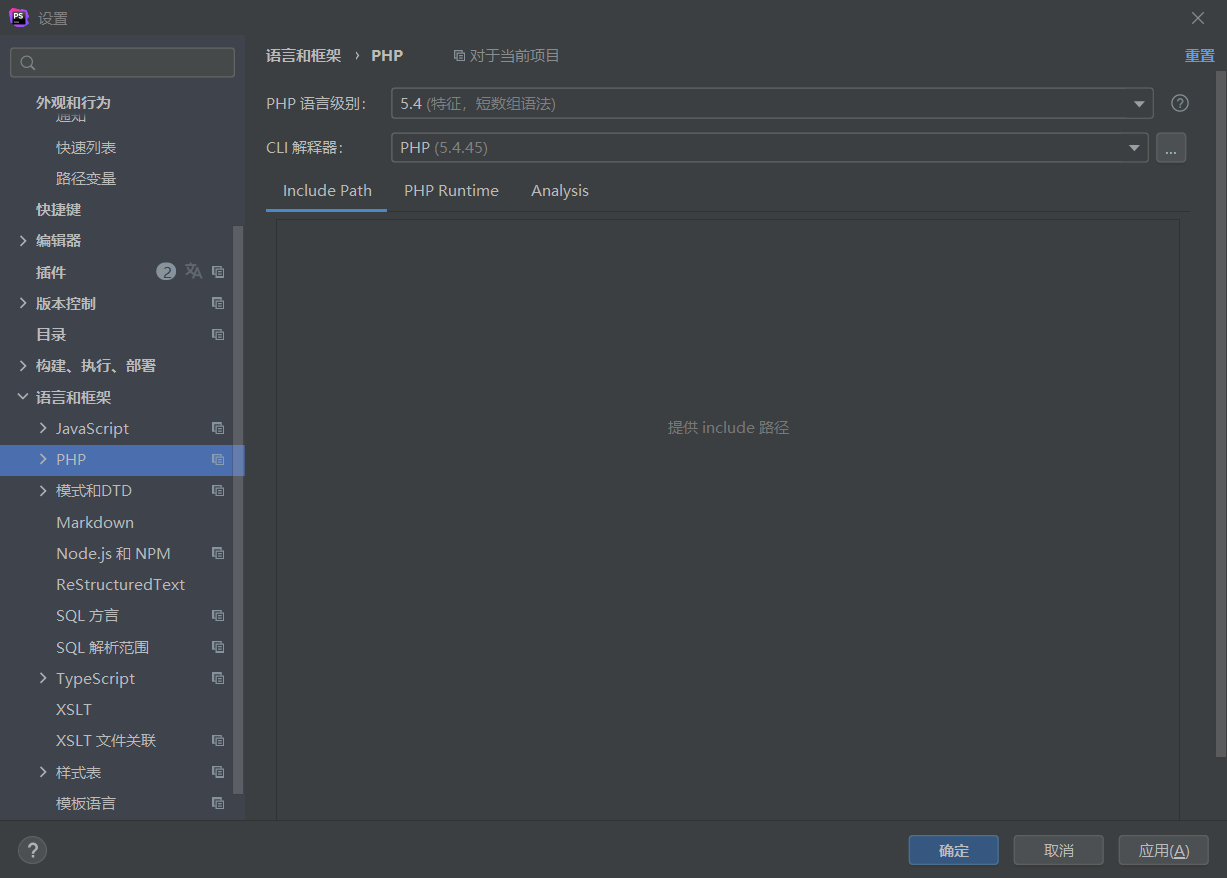 PS 设置
外观和行为
通知
快速列表
路径变量
快捷键
编辑器
插件 2
版本控制
目录
构建、执行、部署
语言和框架
JavaScript
PHP
模式和DTD
Markdown
Node.js 和 NPM
ReStructuredText
SQL 方言
SQL 解析范围
TypeScript
XSLT
XSLT 文件关联
样式表
模板语言
语言和框架 › PHP 对于当前项目 重置
PHP 语言级别: 5.4 (特征，短数组语法) ?
CLI 解释器: PHP (5.4.45) ...
Include Path PHP Runtime Analysis
提供 include 路径
? 确定 取消 应用(A)